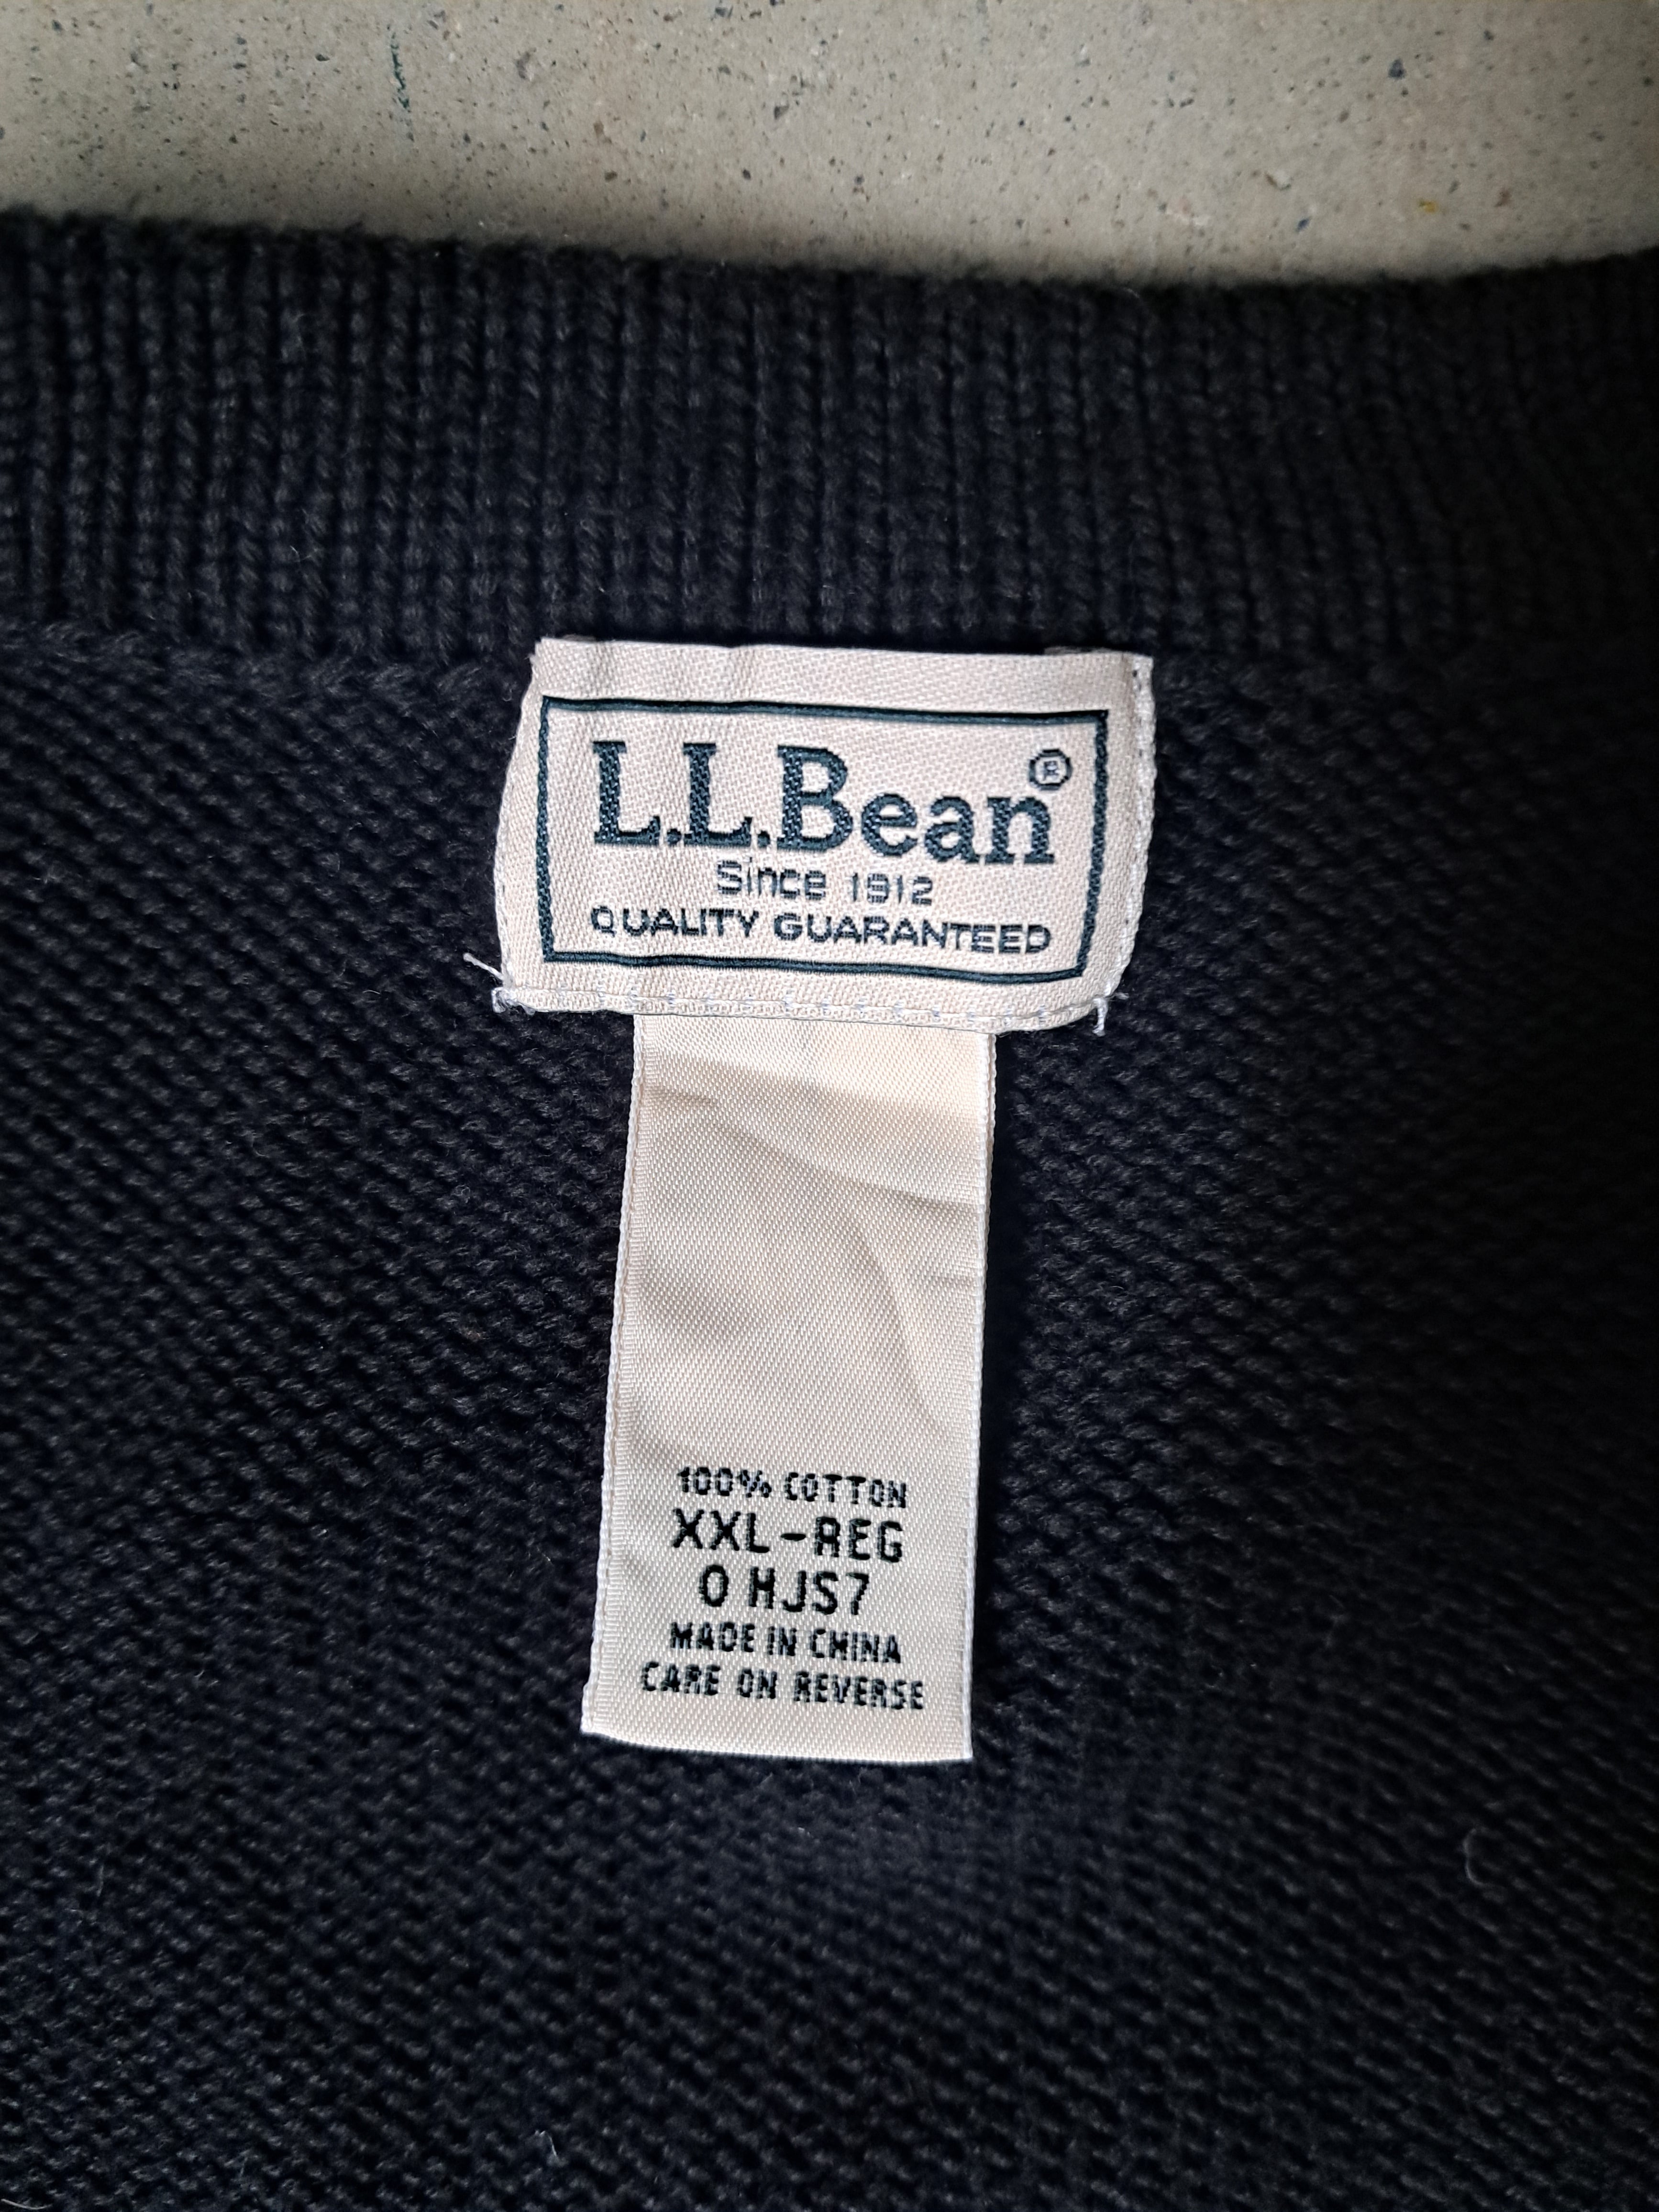 L.L.Bean®
Since 1912
QUALITY GUARANTEED
100% COTTON
XXL-REG
0 HJS7
MADE IN CHINA
CARE ON REVERSE